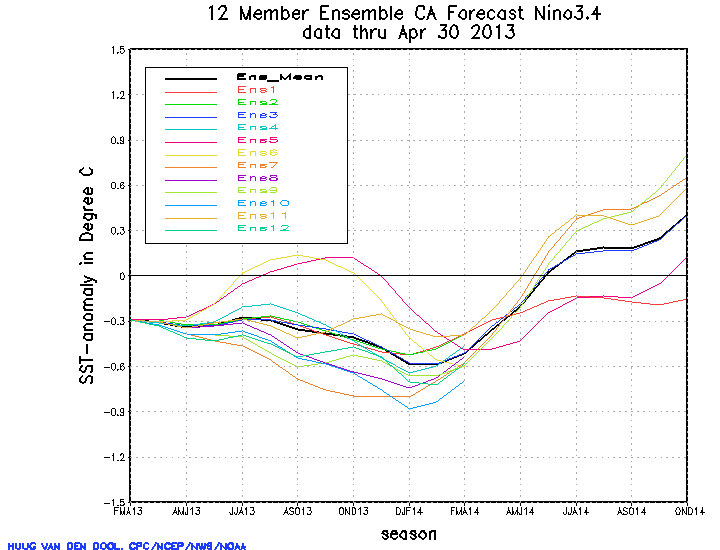 12 Member Ensemble CA Forecast Nino3.4
data thru Apr 30 2013
Ens_Mean
Ens1
Ens2
Ens3
Ens4
Ens5
Ens6
Ens7
Ens8
Ens9
Ens10
Ens11
Ens12
SST-anomaly in Degree C
1.5
1.2
0.9
0.6
0.3
0
-0.3
-0.6
-0.9
-1.2
-1.5
FMA13 AMJ13 JJA13 ASO13 OND13 DJF14 FMA14 AMJ14 JJA14 ASO14 OND14
season
HUUG VAN DEN DOOL, CPC/NCEP/NWS/NOAA